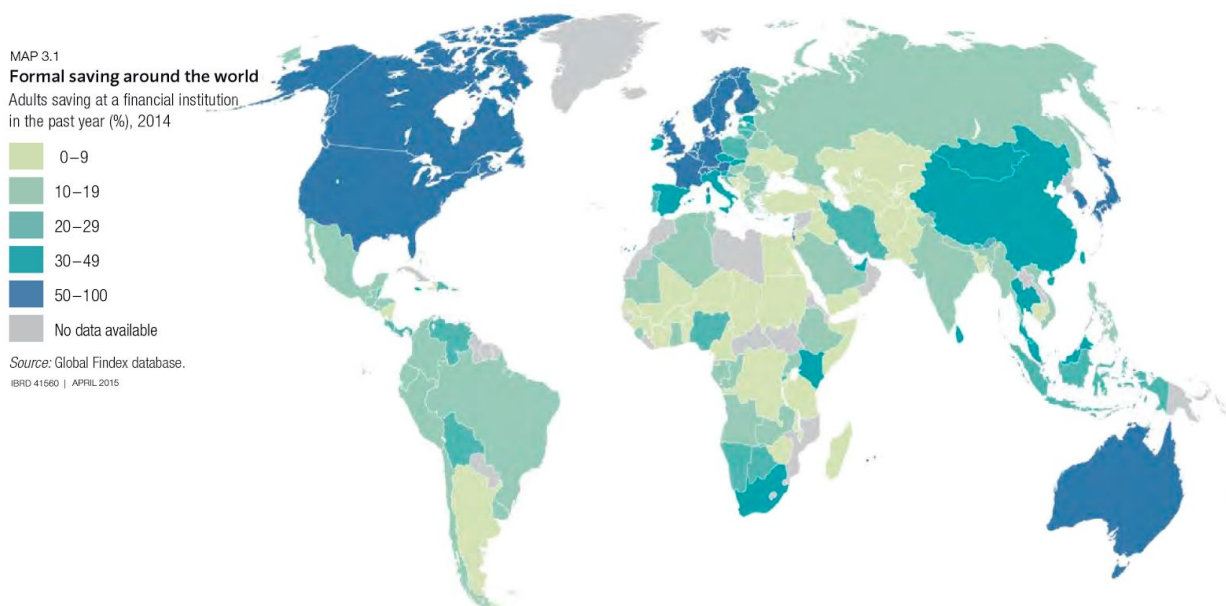 MAP 3.1
Formal saving around the world
Adults saving at a financial institution
in the past year (%), 2014
0–9
10–19
20–29
30–49
50–100
No data available
Source: Global Findex database.
IBRD 41560 | APRIL 2015